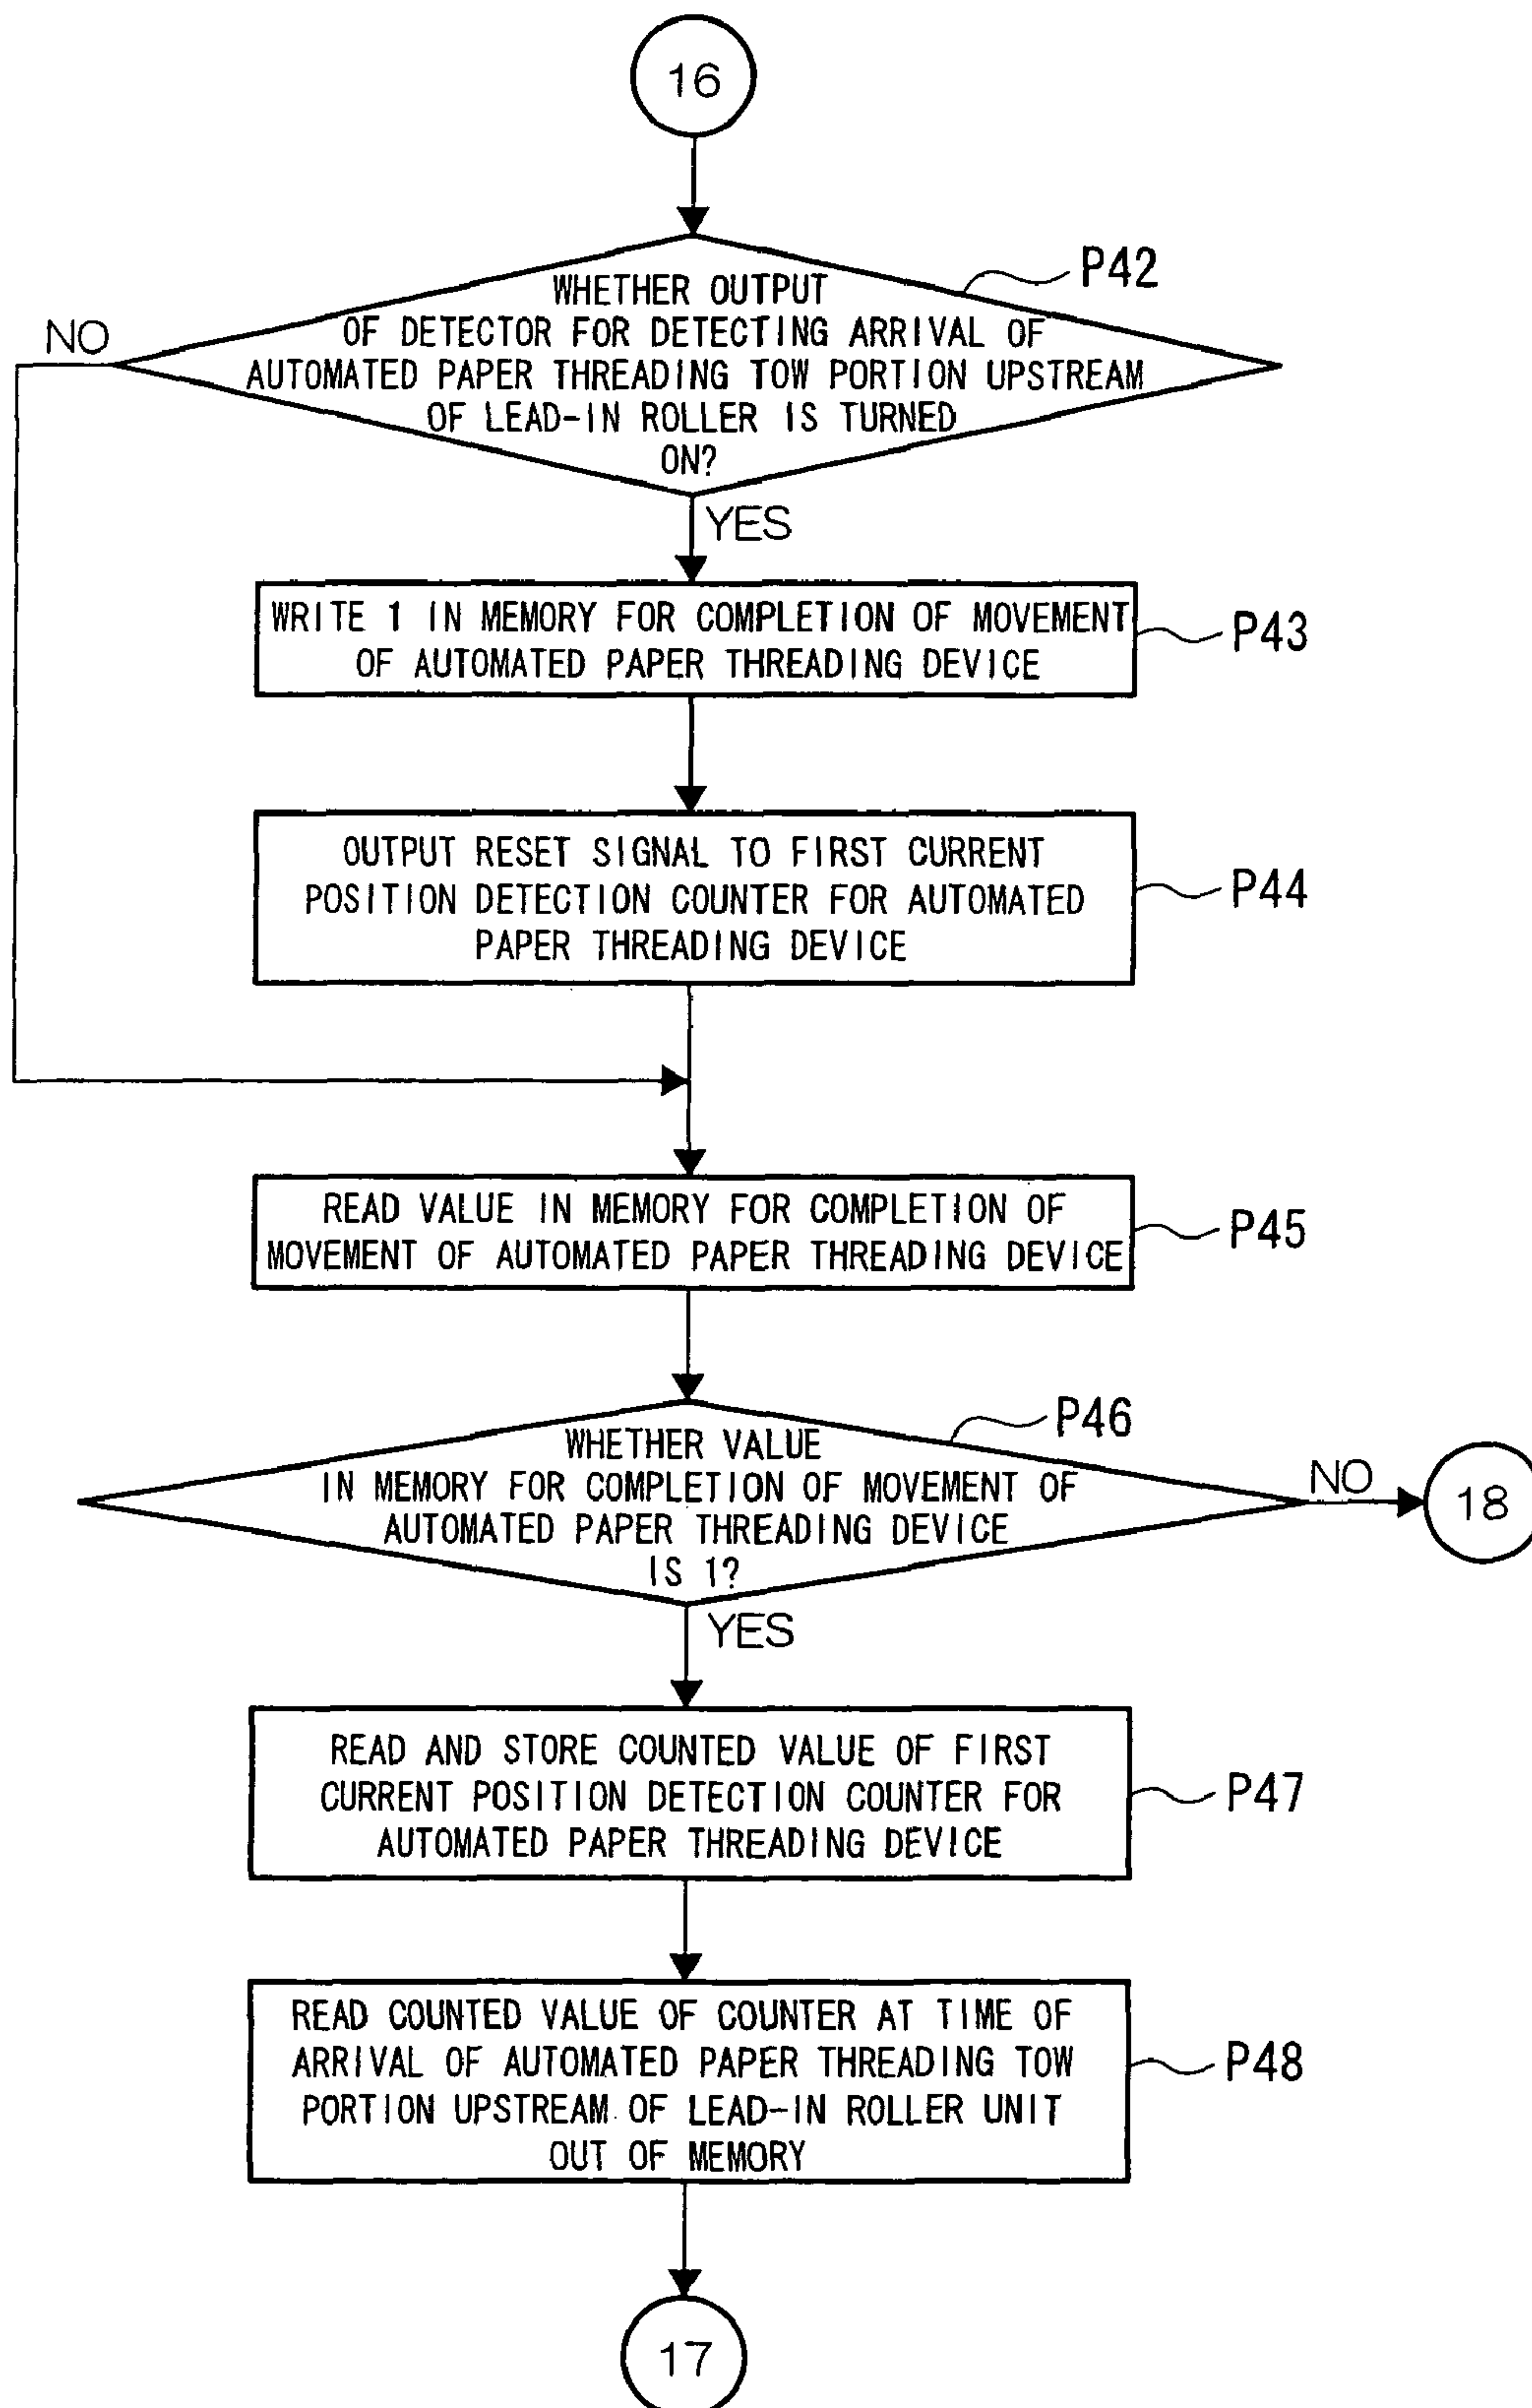 16
P42
WHETHER OUTPUT
OF DETECTOR FOR DETECTING ARRIVAL OF
AUTOMATED PAPER THREADING TOW PORTION UPSTREAM
OF LEAD-IN ROLLER IS TURNED
ON?
NO
YES
WRITE 1 IN MEMORY FOR COMPLETION OF MOVEMENT
OF AUTOMATED PAPER THREADING DEVICE
P43
OUTPUT RESET SIGNAL TO FIRST CURRENT
POSITION DETECTION COUNTER FOR AUTOMATED
PAPER THREADING DEVICE
P44
READ VALUE IN MEMORY FOR COMPLETION OF
MOVEMENT OF AUTOMATED PAPER THREADING DEVICE
P45
P46
WHETHER VALUE
IN MEMORY FOR COMPLETION OF MOVEMENT OF
AUTOMATED PAPER THREADING DEVICE
IS 1?
NO
18
YES
READ AND STORE COUNTED VALUE OF FIRST
CURRENT POSITION DETECTION COUNTER FOR
AUTOMATED PAPER THREADING DEVICE
P47
READ COUNTED VALUE OF COUNTER AT TIME OF
ARRIVAL OF AUTOMATED PAPER THREADING TOW
PORTION UPSTREAM OF LEAD-IN ROLLER UNIT
OUT OF MEMORY
P48
17